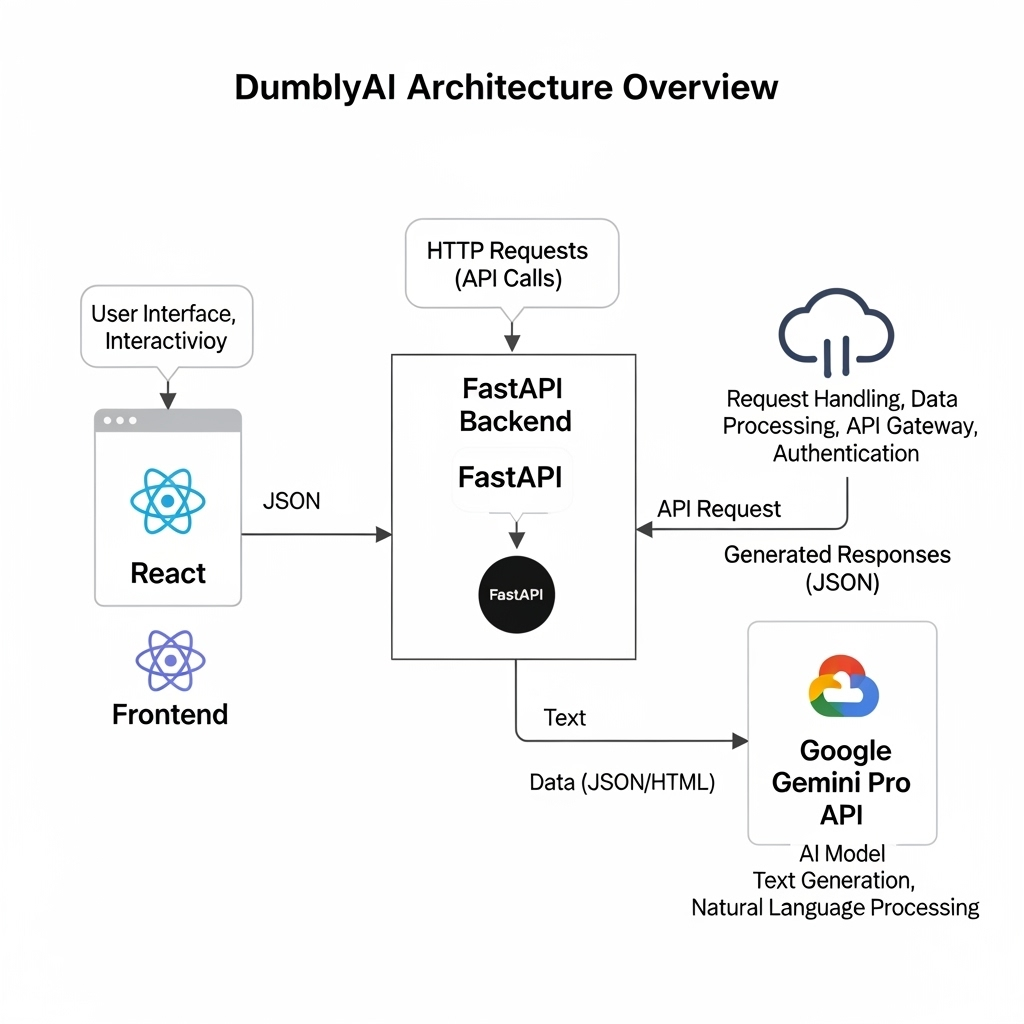 DumblyAI Architecture Overview
HTTP Requests
(API Calls)
User Interface,
Interactivioy
React
Frontend
JSON
FastAPI
Backend
FastAPI
FastAPI
Request Handling, Data
Processing, API Gateway,
Authentication
API Request
Generated Responses
(JSON)
Text
Data (JSON/HTML)
Google
Gemini Pro
API
AI Model
Text Generation,
Natural Language Processing